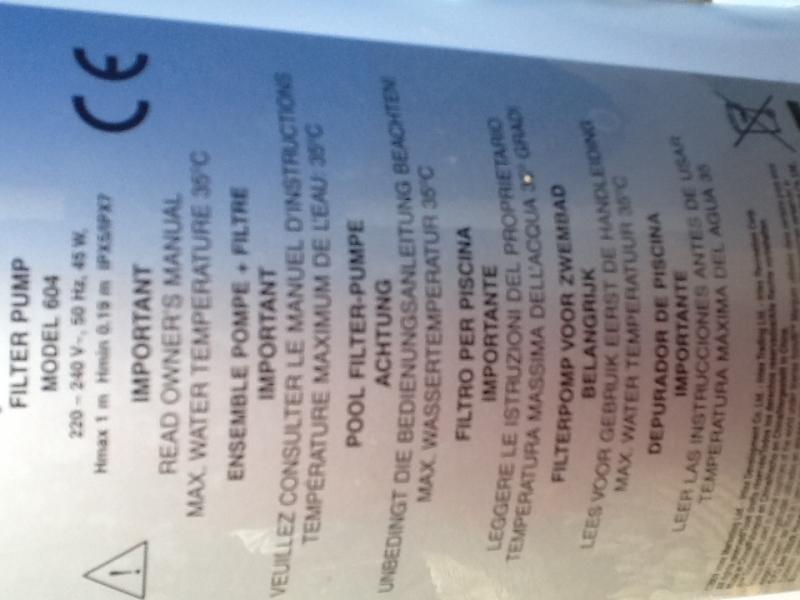 FILTER PUMP
MODEL 604
220 – 240 V~, 50 Hz, 45 W,
Hmax 1 m Hmin 0.19 m IPX5/IPX7
CE
IMPORTANT
READ OWNER'S MANUAL
MAX. WATER TEMPERATURE 35°C
ENSEMBLE POMPE + FILTRE
IMPORTANT
VEUILLEZ CONSULTER LE MANUEL D'INSTRUCTIONS
TEMPÉRATURE MAXIMUM DE L'EAU: 35°C
POOL FILTER-PUMPE
ACHTUNG
UNBEDINGT DIE BEDIENUNGSANLEITUNG BEACHTEN!
MAX. WASSERTEMPERATUR 35°C
FILTRO PER PISCINA
IMPORTANTE
LEGGERE LE ISTRUZIONI DEL PROPRIETARIO
TEMPERATURA MASSIMA DELL'ACQUA GRADI
FILTERPOMP VOOR ZWEMBAD
BELANGRIJK
LEES VOOR GEBRUIK EERST DE HANDLEIDING
MAX. WATER TEMPERATUUR 35°C
DEPURADOR DE PISCINA
IMPORTANTE
LEER LAS INSTRUCCIONES ANTES DE USAR
TEMPERATURA MÁXIMA DEL AGUA 35